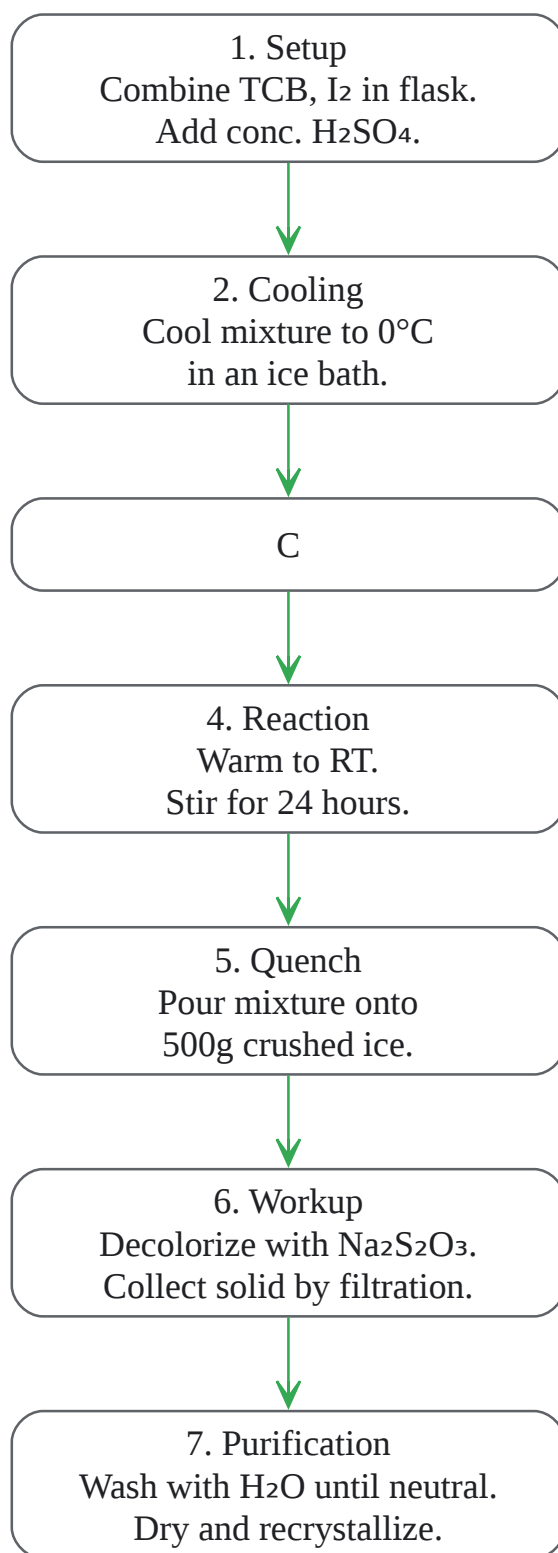 1. Setup
Combine TCB, I₂ in flask.
Add conc. H₂SO₄.
2. Cooling
Cool mixture to 0°C
in an ice bath.
C
4. Reaction
Warm to RT.
Stir for 24 hours.
5. Quench
Pour mixture onto
500g crushed ice.
6. Workup
Decolorize with Na₂S₂O₃.
Collect solid by filtration.
7. Purification
Wash with H₂O until neutral.
Dry and recrystallize.